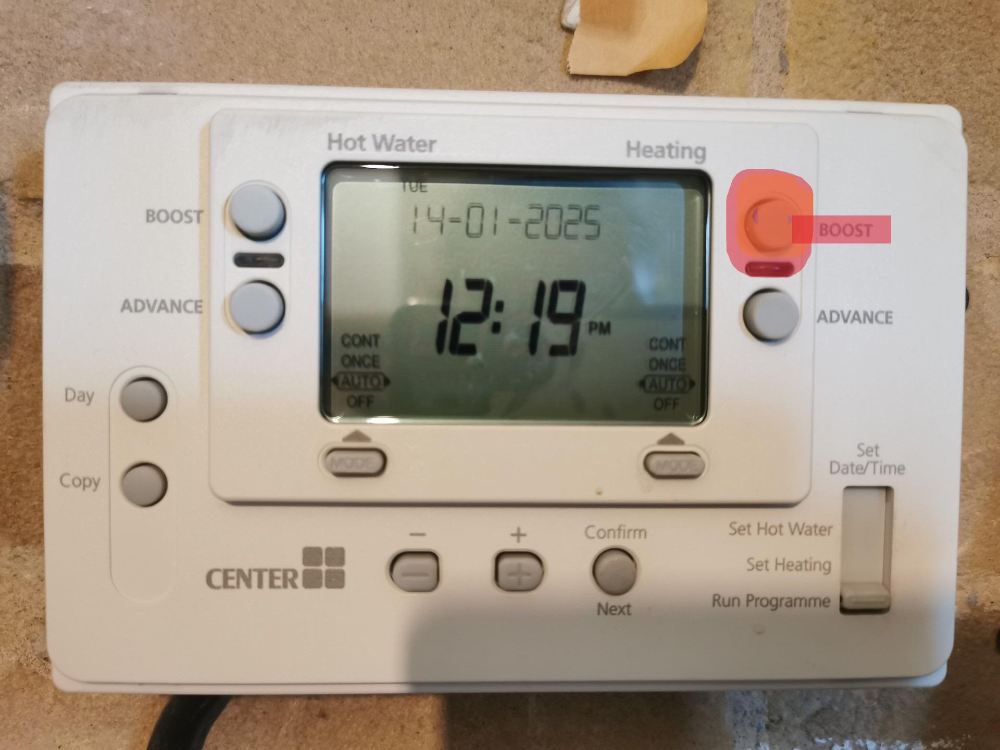 Hot Water
Heating
TUE
14-01-2025
BOOST
BOOST
12:19 PM
ADVANCE
ADVANCE
CONT
ONCE
AUTO
OFF
CONT
ONCE
AUTO
OFF
Day
MODE
MODE
Copy
Set
Date/Time
- + Confirm
Set Hot Water
Set Heating
CENTER
Next
Run Programme